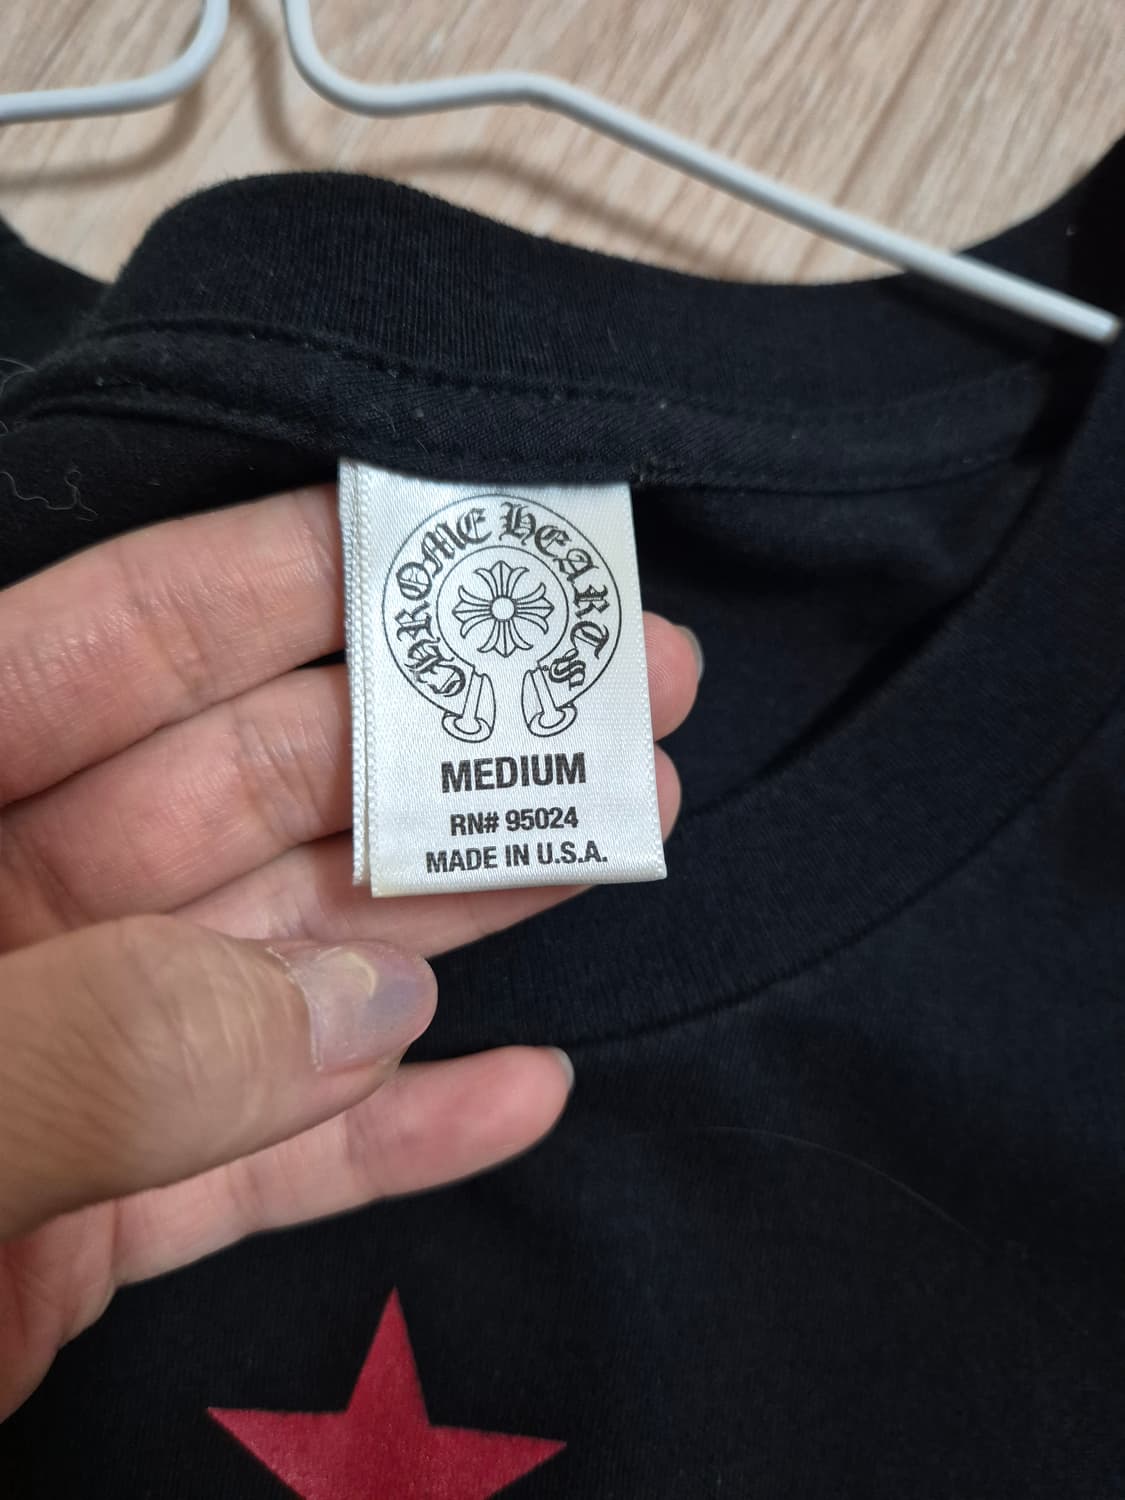 CHROME HEARTS
MEDIUM
RN# 95024
MADE IN U.S.A.